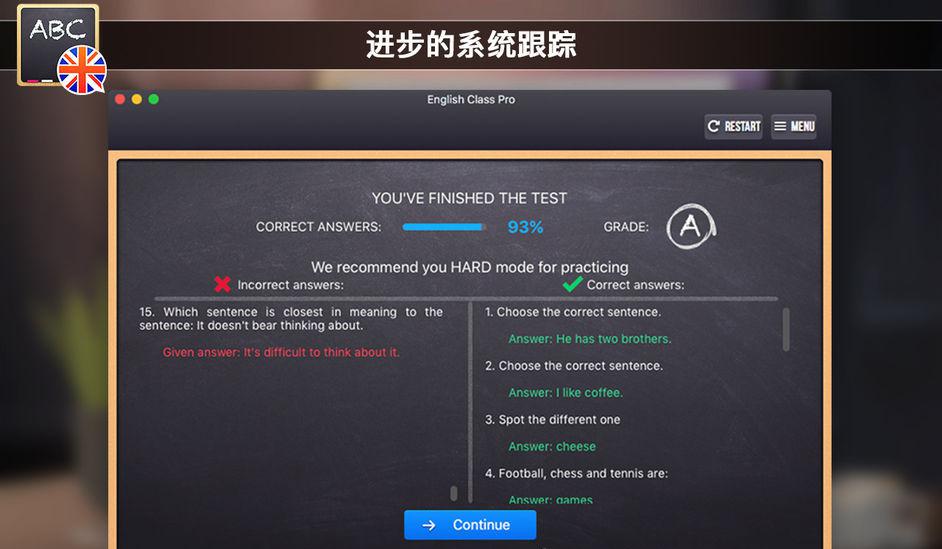 ABC
进步的系统跟踪
English Class Pro
RESTART
MENU
YOU'VE FINISHED THE TEST
CORRECT ANSWERS: 93% GRADE: A
We recommend you HARD mode for practicing
Incorrect answers:
15. Which sentence is closest in meaning to the
sentence: It doesn't bear thinking about.
Given answer: It's difficult to think about it.
Correct answers:
1. Choose the correct sentence.
Answer: He has two brothers.
2. Choose the correct sentence.
Answer: I like coffee.
3. Spot the different one
Answer: cheese
4. Football, chess and tennis are:
Answer: games
Continue